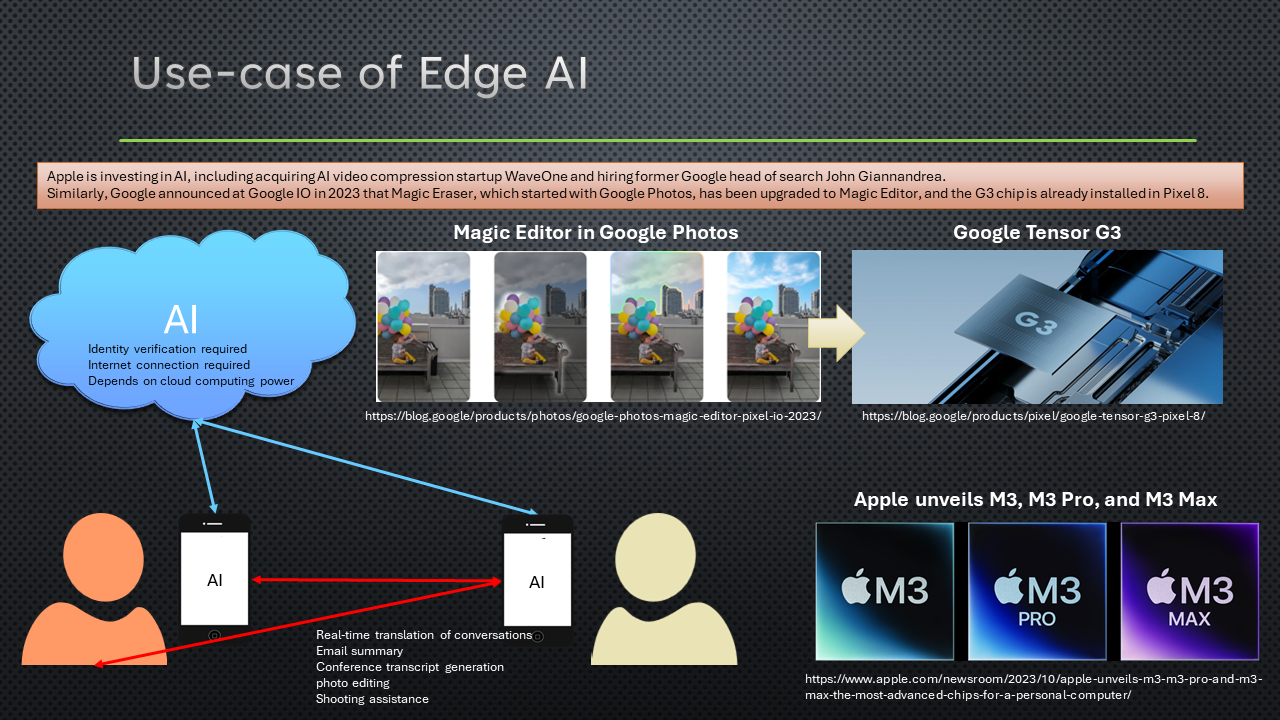 Use-case of Edge AI
Apple is investing in AI, including acquiring AI video compression startup WaveOne and hiring former Google head of search John Giannandrea.
Similarly, Google announced at Google IO in 2023 that Magic Eraser, which started with Google Photos, has been upgraded to Magic Editor, and the G3 chip is already installed in Pixel 8.
Magic Editor in Google Photos
Google Tensor G3
AI
Identity verification required
Internet connection required
Depends on cloud computing power
G3
https://blog.google/products/photos/google-photos-magic-editor-pixel-io-2023/
https://blog.google/products/pixel/google-tensor-g3-pixel-8/
Apple unveils M3, M3 Pro, and M3 Max
AI
AI
M3
M3
PRO
M3
MAX
Real-time translation of conversations
Email summary
Conference transcript generation
photo editing
Shooting assistance
https://www.apple.com/newsroom/2023/10/apple-unveils-m3-m3-pro-and-m3-
max-the-most-advanced-chips-for-a-personal-computer/